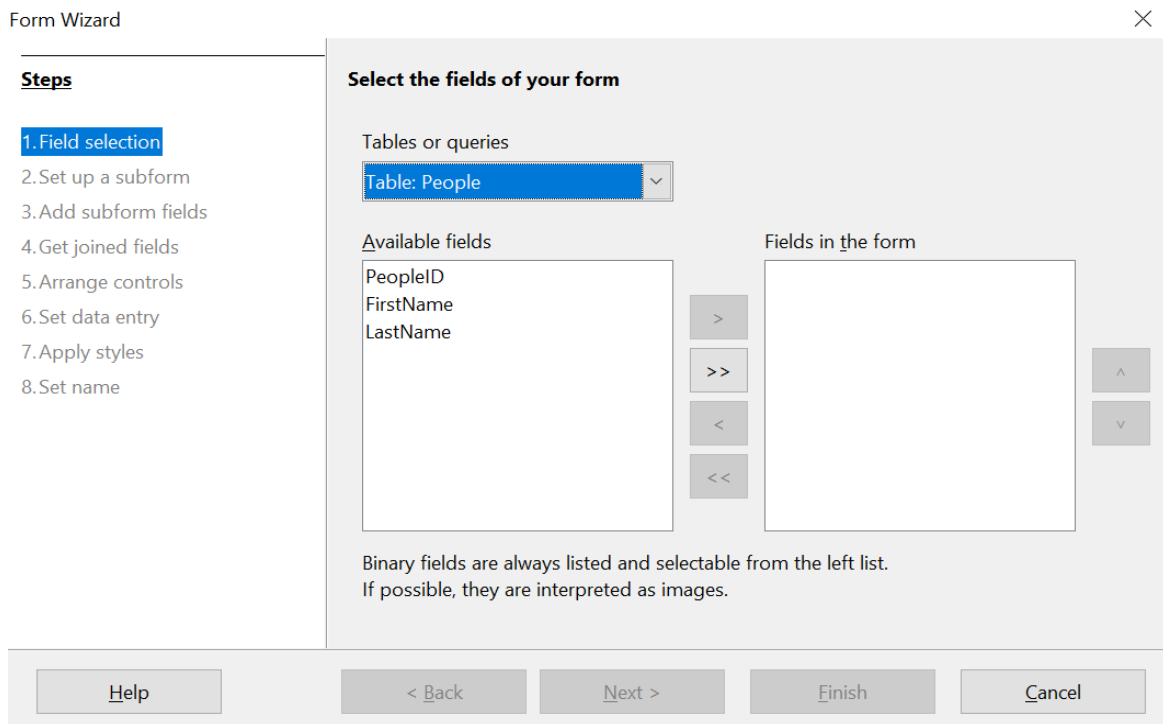 Form Wizard
Steps
1.Field selection
2.Set up a subform
3.Add subform fields
4.Get joined fields
5.Arrange controls
6.Set data entry
7.Apply styles
8.Set name
Select the fields of your form
Tables or queries
Table: People
Available fields
PeopleID
FirstName
LastName
>
>>
<
<<
Fields in the form
^
v
Binary fields are always listed and selectable from the left list.
If possible, they are interpreted as images.
Help
< Back
Next >
Finish
Cancel